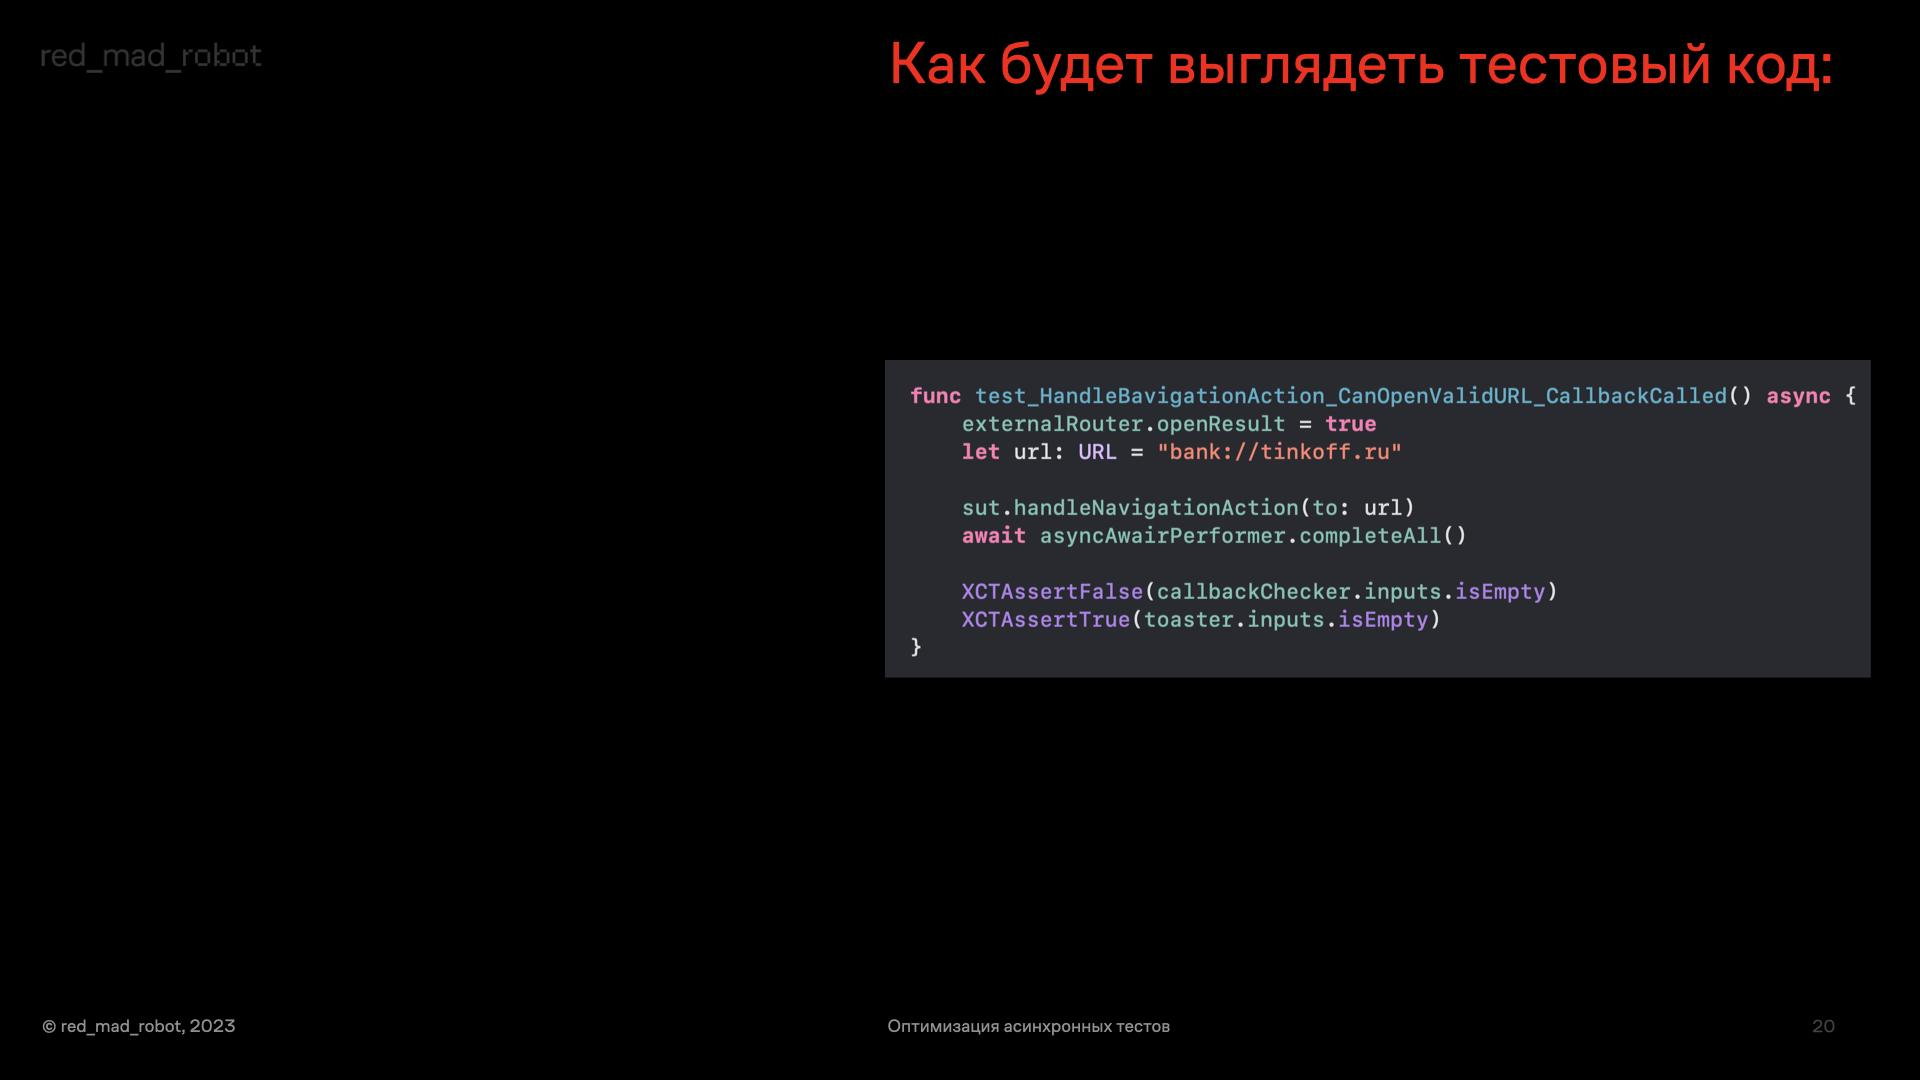 red_mad_robot
Как будет выглядеть тестовый код:
func test_HandleBavigationAction_CanOpenValidURL_CallbackCalled() async {
    externalRouter.openResult = true
    let url: URL = "bank://tinkoff.ru"
    sut.handleNavigationAction(to: url)
    await asyncAwairPerformer.completeAll()
    XCTAssertFalse(callbackChecker.inputs.isEmpty)
    XCTAssertTrue(toaster.inputs.isEmpty)
}
© red_mad_robot, 2023
Оптимизация асинхронных тестов
20